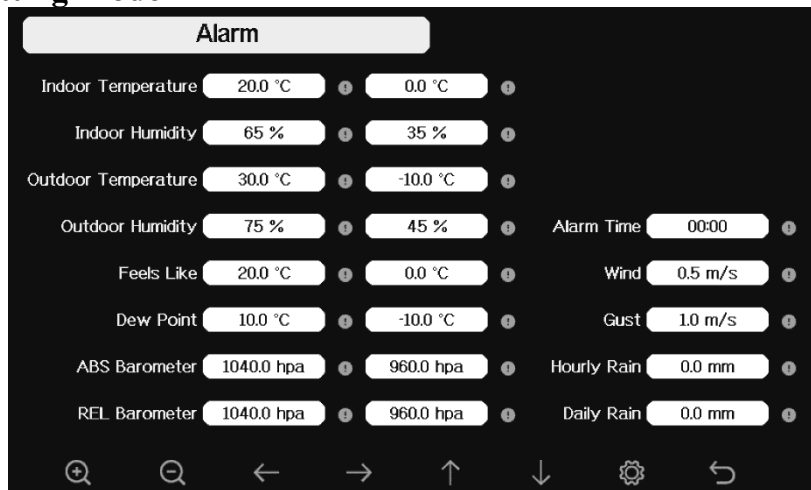 Alarm
Indoor Temperature 20.0 °C 0.0 °C
Indoor Humidity 65 % 35 %
Outdoor Temperature 30.0 °C -10.0 °C
Outdoor Humidity 75 % 45 % Alarm Time 00:00
Feels Like 20.0 °C 0.0 °C Wind 0.5 m/s
Dew Point 10.0 °C -10.0 °C Gust 1.0 m/s
ABS Barometer 1040.0 hpa 960.0 hpa Hourly Rain 0.0 mm
REL Barometer 1040.0 hpa 960.0 hpa Daily Rain 0.0 mm